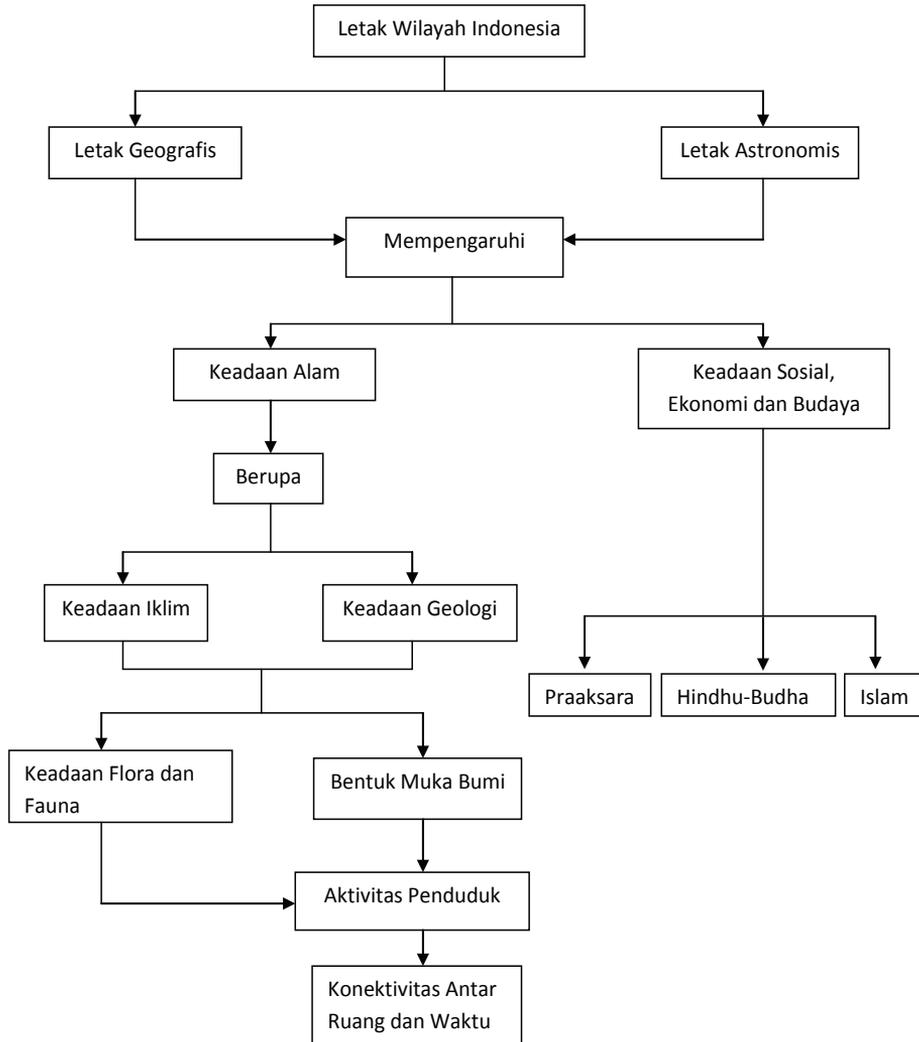 Letak Wilayah Indonesia
Letak Geografis
Letak Astronomis
Mempengaruhi
Keadaan Alam
Keadaan Sosial,
Ekonomi dan Budaya
Berupa
Keadaan Iklim
Keadaan Geologi
Praaksara
Hindhu-Budha
Islam
Keadaan Flora dan
Fauna
Bentuk Muka Bumi
Aktivitas Penduduk
Konektivitas Antar
Ruang dan Waktu